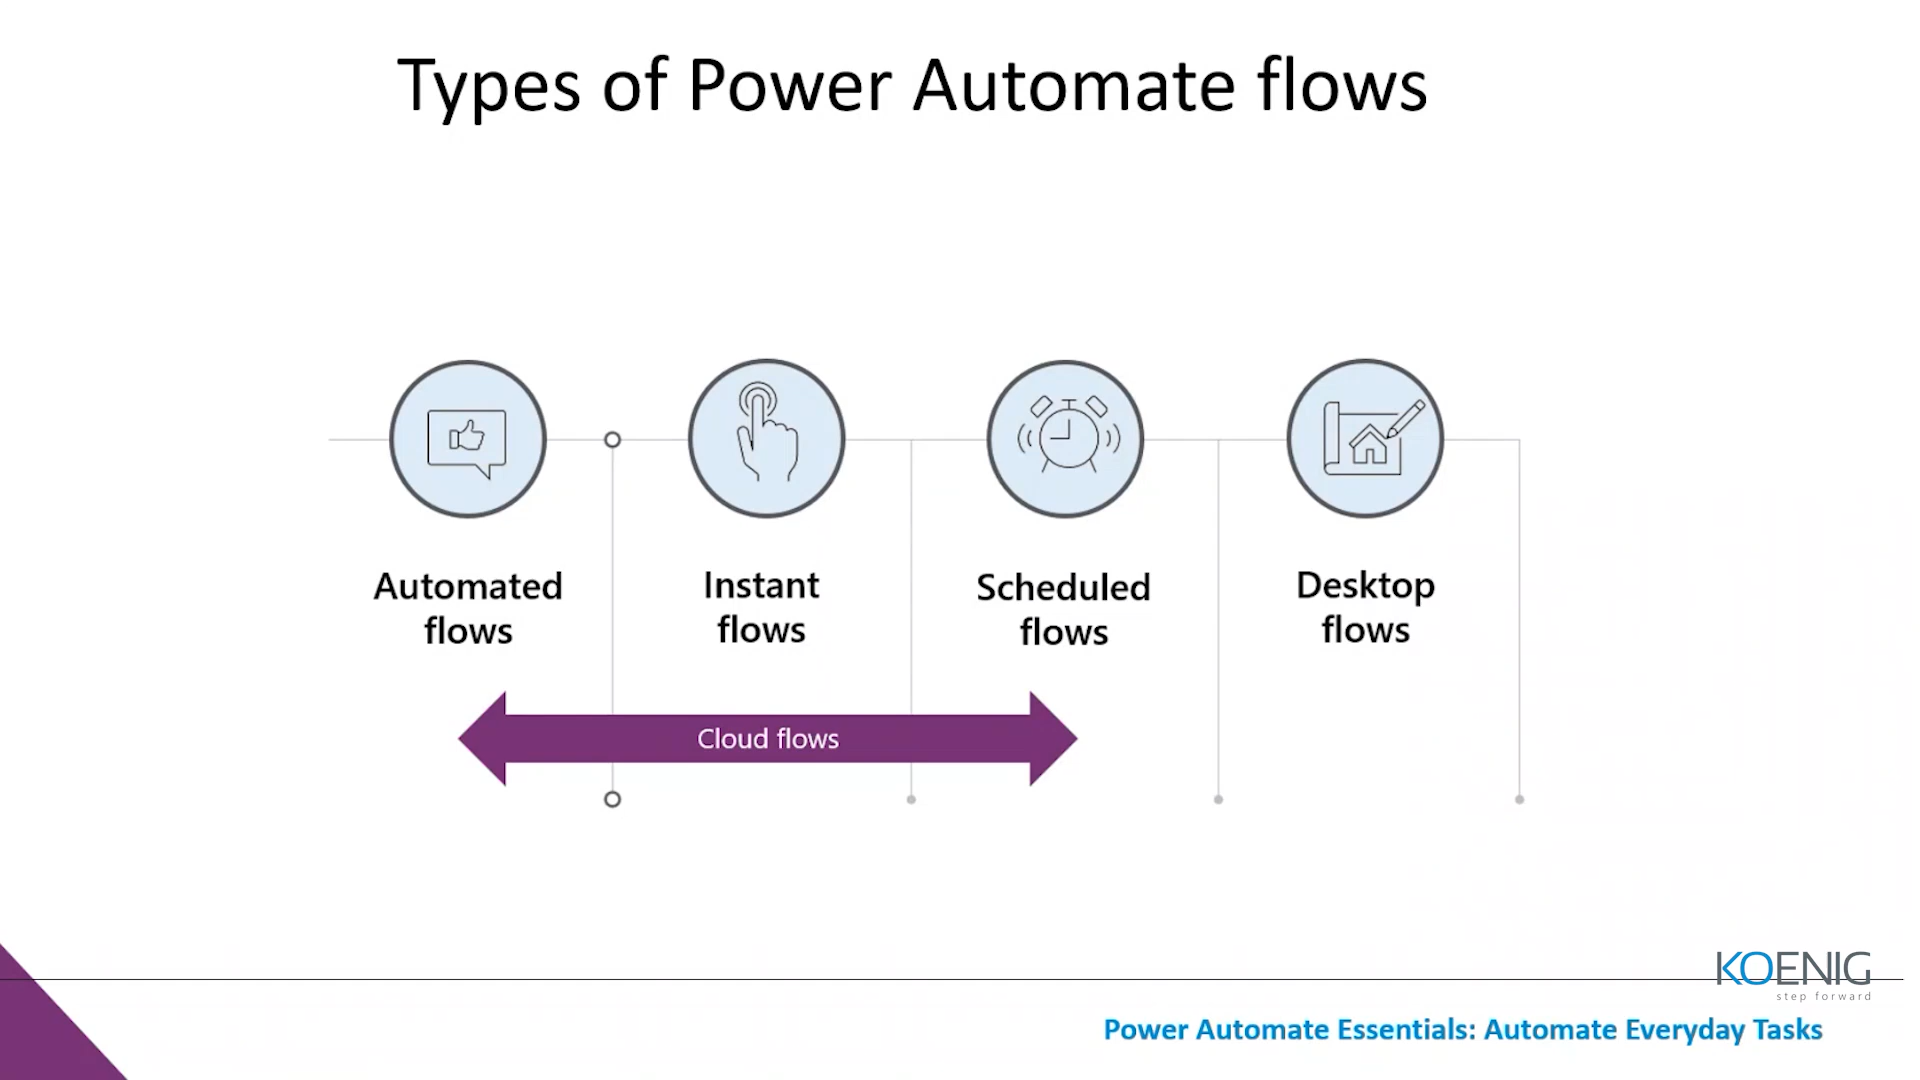 Types of Power Automate flows
Automated
flows
Instant
flows
Scheduled
flows
Desktop
flows
Cloud flows
KOENIG
step forward
Power Automate Essentials: Automate Everyday Tasks